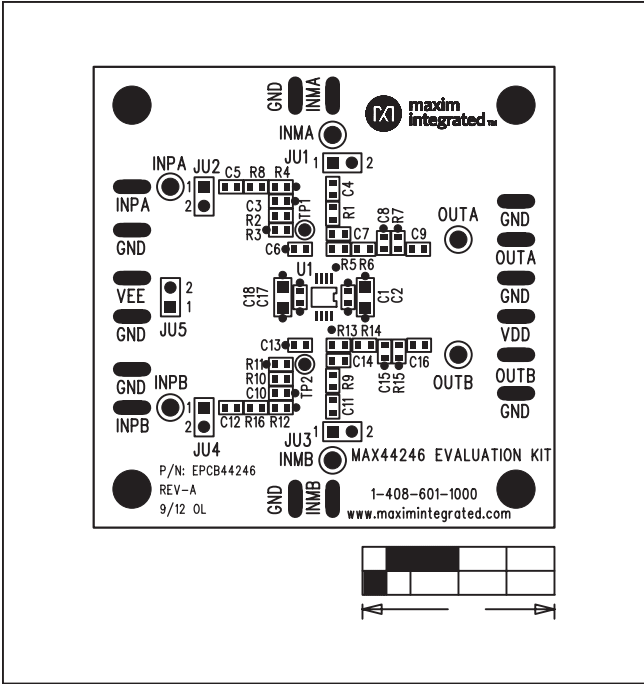 GND
INMA
maxim
integrated™
INMA
JU1
1
2
INPA
JU2
C5
R8
R4
C4
INPA
1
2
C3
R2
R3
TP1
R1
C8
R7
OUTA
GND
C7
C9
GND
C6
OUTA
R5
R6
U1
VEE
2
1
JU5
C18
C17
C1
C2
GND
GND
VDD
R13
R14
C13
C14
C16
GND
INPB
R11
R10
C10
TP2
R9
C15
R15
OUTB
OUTB
INPB
1
2
JU4
C12
R16
R12
C11
GND
JU3
1
2
INMB
MAX44246 EVALUATION KIT
P/N: EPCB44246
REV-A
9/12 OL
GND
INMB
1-408-601-1000
www.maximintegrated.com